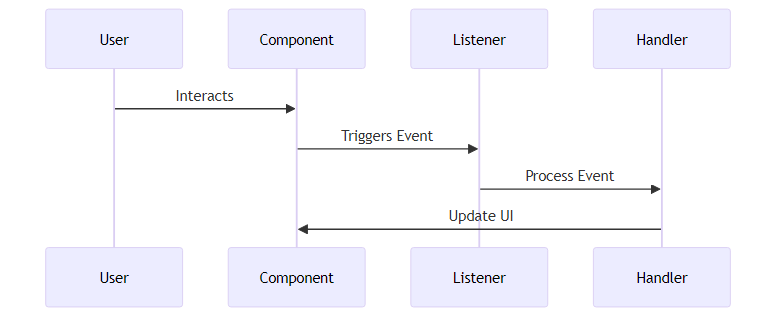 User
Component
Listener
Handler
Interacts
Triggers Event
Process Event
Update UI
User
Component
Listener
Handler